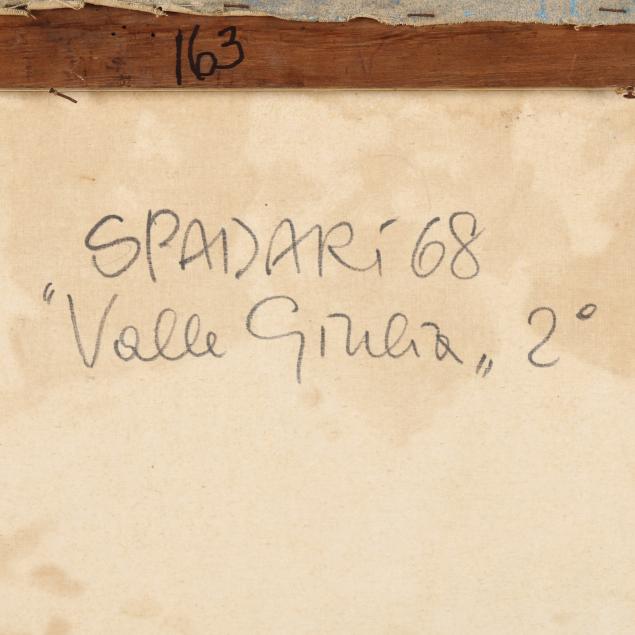 163
SPADARi 68
"Valle Giulia" 2°